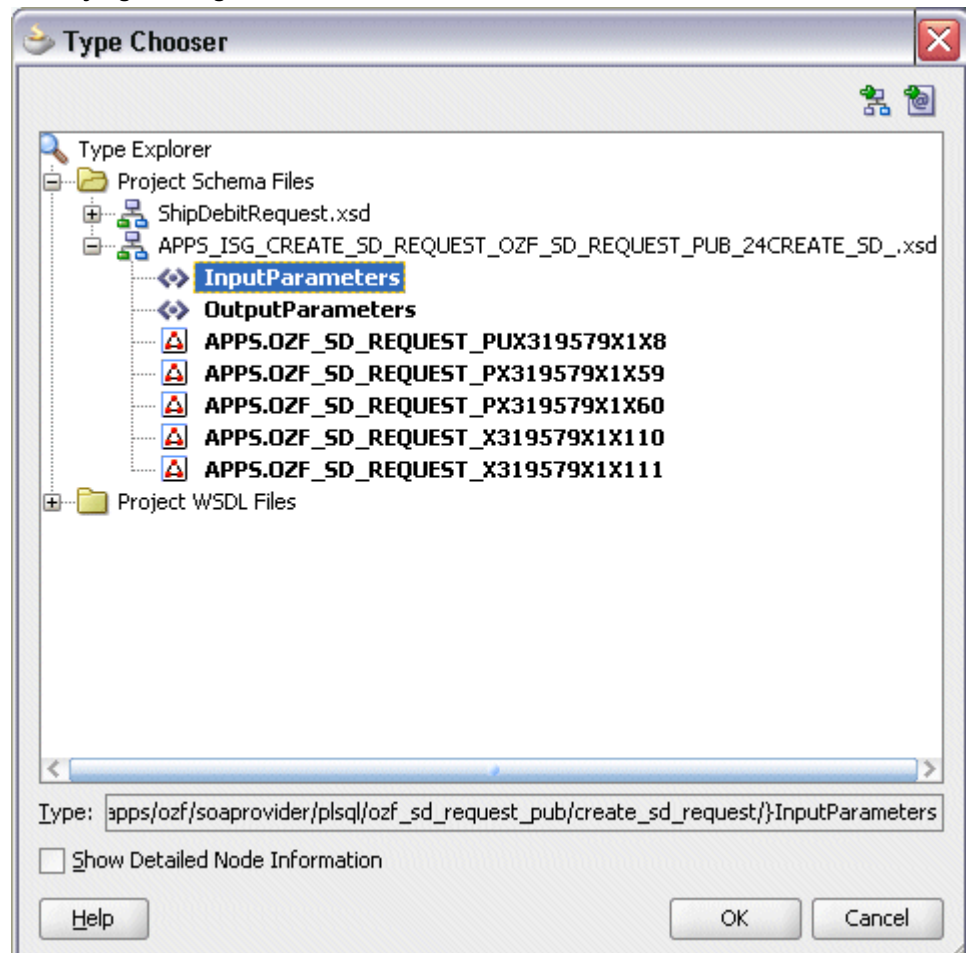 Type Chooser
Type Explorer
Project Schema Files
ShipDebitRequest.xsd
APPS_ISG_CREATE_SD_REQUEST_OZF_SD_REQUEST_PUB_24CREATE_SD_.xsd
InputParameters
OutputParameters
APPS.OZF_SD_REQUEST_PUX319579X1X8
APPS.OZF_SD_REQUEST_PX319579X1X59
APPS.OZF_SD_REQUEST_PX319579X1X60
APPS.OZF_SD_REQUEST_X319579X1X110
APPS.OZF_SD_REQUEST_X319579X1X111
Project WSDL Files
Type: apps/ozf/soaprovider/plsql/ozf_sd_request_pub/create_sd_request/}InputParameters
Show Detailed Node Information
Help OK Cancel